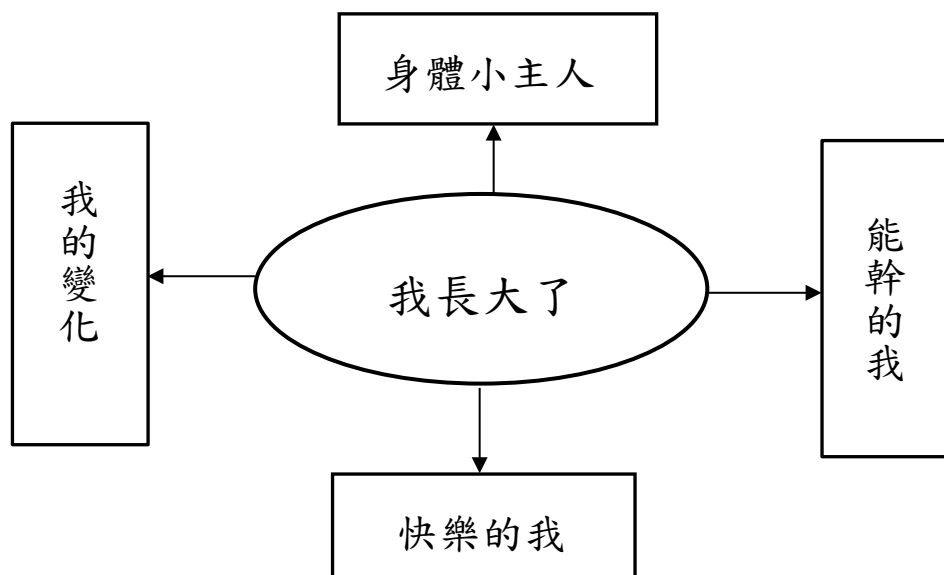 身體小主人
我的變化
我長大了
能幹的我
快樂的我